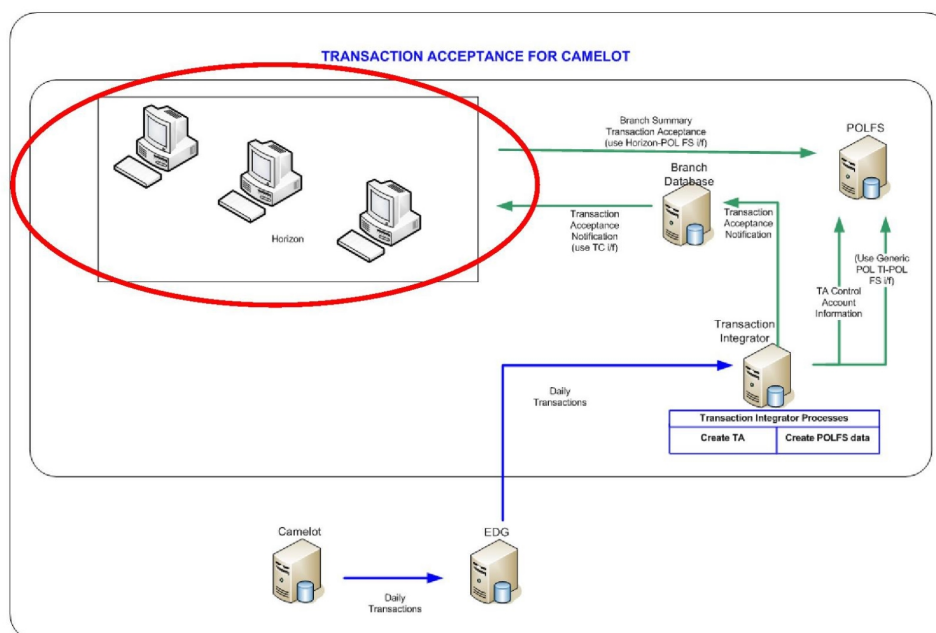 TRANSACTION ACCEPTANCE FOR CAMELOT
Horizon
Branch Summary
Transaction Acceptance
(use Horizon-POL FS i/f)
POLFS
Branch
Database
Transaction
Acceptance
Notification
(use TC i/f)
Transaction
Acceptance
Notification
(Use Generic
POL TI-POL
FS i/f)
TA Control
Account
Information
Transaction
Integrator
Daily
Transactions
Transaction Integrator Processes
Create TA
Create POLFS data
Camelot
EDG
Daily
Transactions